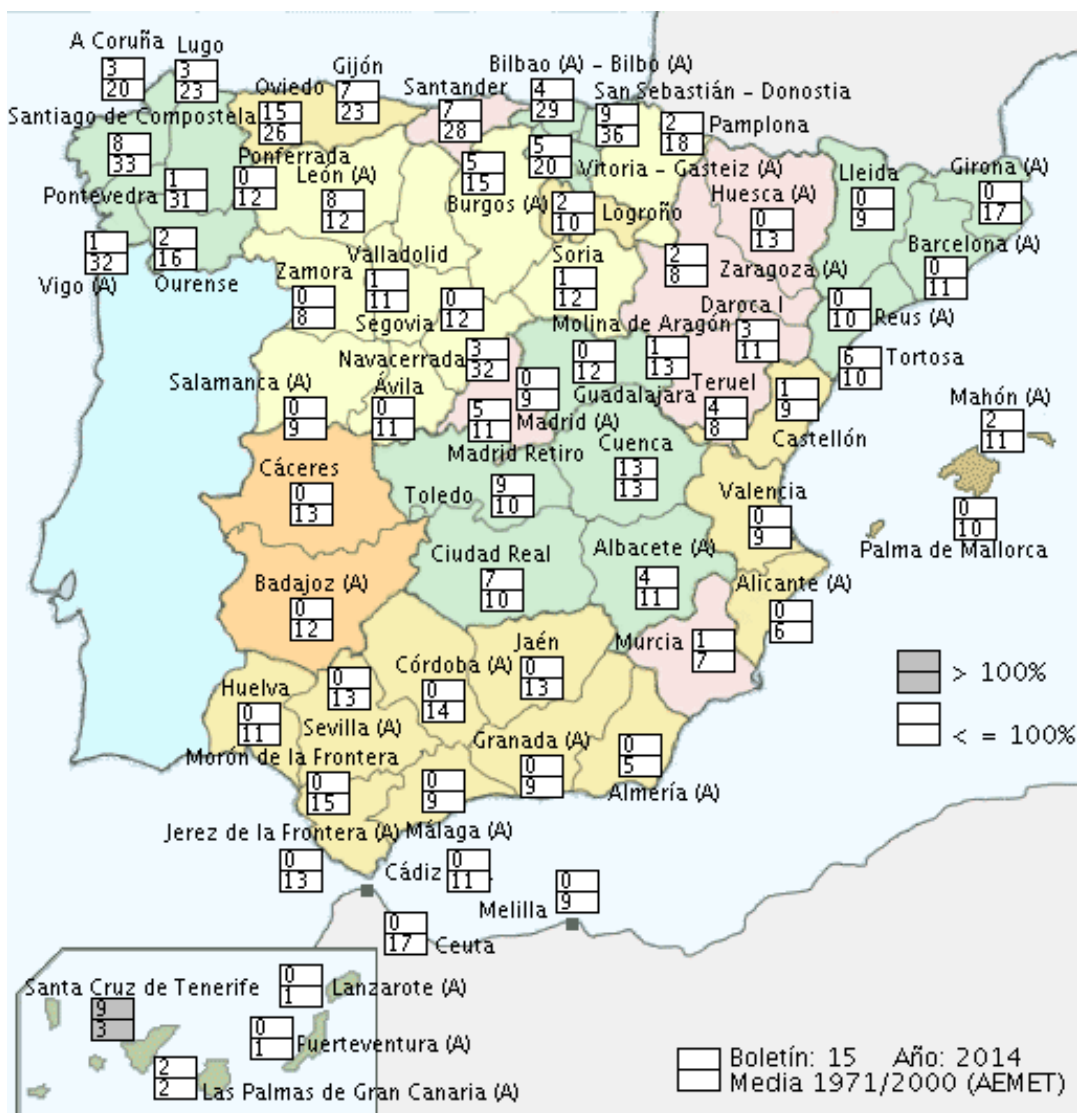 A Coruña
3
20
Lugo
3
23
Oviedo
15
26
Gijón
7
23
Santander
7
28
Bilbao (A) – Bilbo (A)
4
29
San Sebastián – Donostia
9
36
2
18
Pamplona
Santiago de Compostela
8
33
Ponferrada
0
12
León (A)
8
12
5
15
Burgos (A)
5
20
Vitoria – Gasteiz (A)
Pontevedra
1
31
2
10
Logroño
Huesca (A)
0
13
Lleida
0
9
Girona (A)
0
17
1
32
Vigo (A)
2
16
Ourense
Zamora
0
8
Valladolid
1
11
Soria
1
12
2
8
Zaragoza (A)
Barcelona (A)
0
11
Segovia
0
12
Molina de Aragón
1
13
Daroca I
3
11
0
10
Reus (A)
Navacerrada
3
32
0
12
Guadalajara
6
10
Tortosa
Salamanca (A)
0
9
Ávila
0
11
0
9
Madrid (A)
5
11
Madrid Retiro
Teruel
4
8
1
9
Castellón
Mahón (A)
2
11
Cáceres
0
13
Toledo
9
10
Cuenca
13
13
Valencia
0
9
0
10
Palma de Mallorca
Badajoz (A)
0
12
Ciudad Real
7
10
Albacete (A)
4
11
Alicante (A)
0
6
Huelva
0
11
0
13
Sevilla (A)
Córdoba (A)
0
14
Jaén
0
13
Murcia
1
7
> 100%
< = 100%
Morón de la Frontera
0
15
0
9
Málaga (A)
Granada (A)
0
9
0
5
Almería (A)
Jerez de la Frontera (A)
0
13
Cádiz
0
11
Melilla
0
9
0
17
Ceuta
Santa Cruz de Tenerife
9
3
0
1
Lanzarote (A)
0
1
Fuerteventura (A)
2
2
Las Palmas de Gran Canaria (A)
Boletín: 15 Año: 2014
Media 1971/2000 (AEMET)